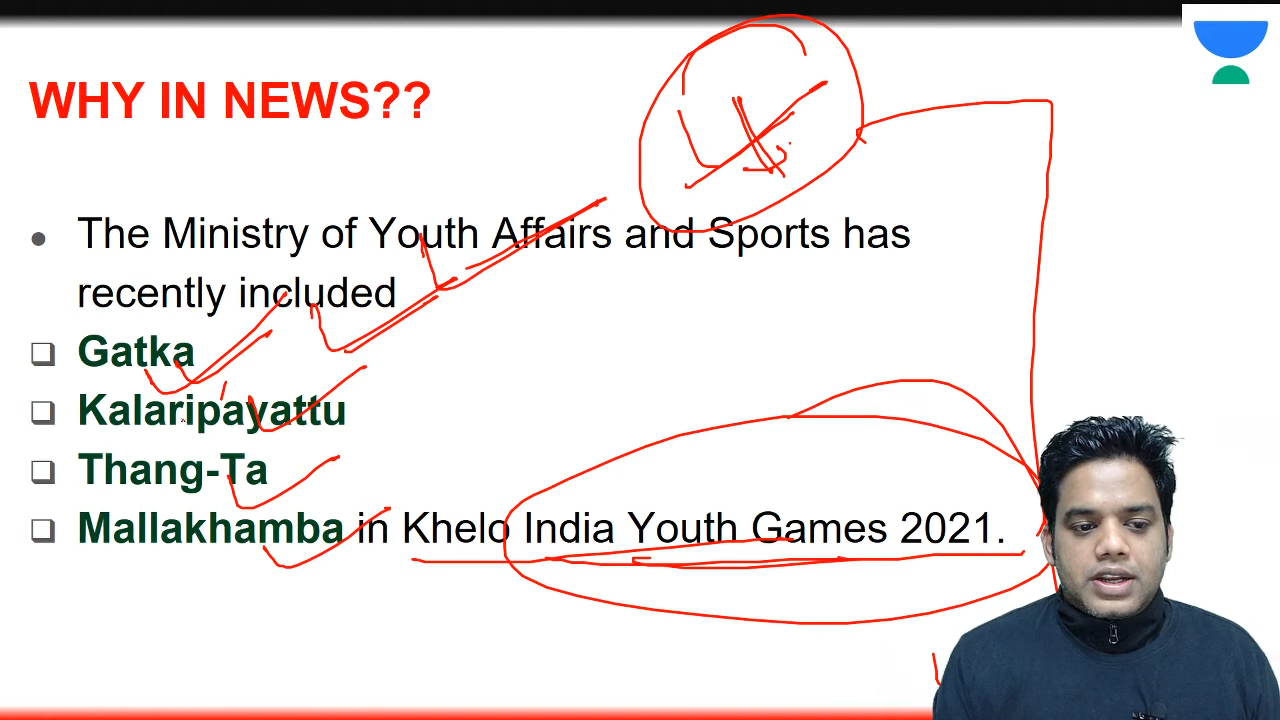 WHY IN NEWS??
The Ministry of Youth Affairs and Sports has
recently included
Gatka
Kalaripayattu
Thang-Ta
Mallakhamba in Khelo India Youth Games 2021.